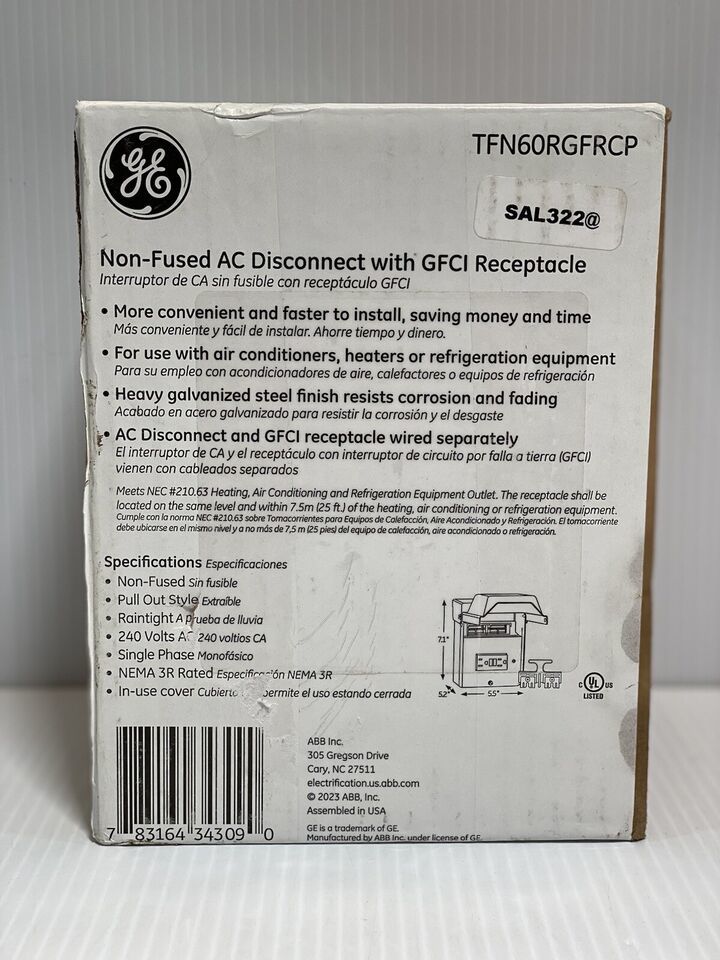 GE
TFN60RGFRCP
SAL322@
Non-Fused AC Disconnect with GFCI Receptacle
Interruptor de CA sin fusible con receptáculo GFCI
• More convenient and faster to install, saving money and time
Más conveniente y fácil de instalar. Ahorre tiempo y dinero.
• For use with air conditioners, heaters or refrigeration equipment
Para su empleo con acondicionadores de aire, calefactores o equipos de refrigeración
• Heavy galvanized steel finish resists corrosion and fading
Acabado en acero galvanizado para resistir la corrosión y el desgaste
• AC Disconnect and GFCI receptacle wired separately
El interruptor de CA y el receptáculo con interruptor de circuito por falla a tierra (GFCI)
vienen con cableados separados
Meets NEC #210.63 Heating, Air Conditioning and Refrigeration Equipment Outlet. The receptacle shall be
located on the same level and within 7.5m (25 ft.) of the heating, air conditioning or refrigeration equipment.
Cumple con la norma NEC #210.63 sobre Tomacorrientes para Equipos de Calefacción, Aire Acondicionado y Refrigeración. El tomacorriente
debe ubicarse en el mismo nivel y a no más de 7,5 m (25 pies) del equipo de calefacción, aire acondicionado o refrigeración.
Specifications Especificaciones
• Non-Fused Sin fusible
• Pull Out Style Extraíble
• Raintight A prueba de lluvia
• 240 Volts AC 240 voltios CA
• Single Phase Monofásico
• NEMA 3R Rated Especificación NEMA 3R
• In-use cover Cubierta permite el uso estando cerrada
7.1"
5.2"
5.5"
C UL US
LISTED
ABB Inc.
305 Gregson Drive
Cary, NC 27511
electrification.us.abb.com
© 2023 ABB, Inc.
Assembled in USA
GE is a trademark of GE.
Manufactured by ABB Inc. under license of GE.
7 83164 34309 0